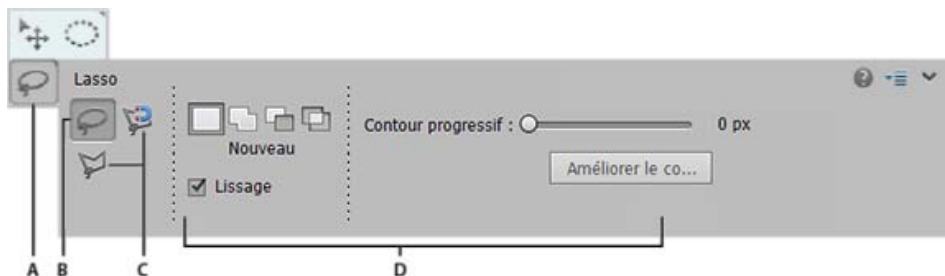 Lasso
Nouveau
Lissage
Contour progressif : 0 px
Améliorer le co...
A B C D